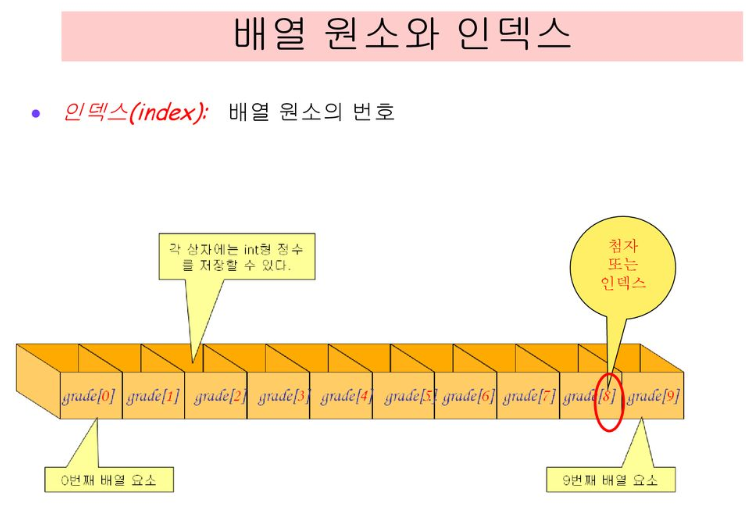 배열 원소와 인덱스
• 인덱스(index): 배열 원소의 번호
각 상자에는 int형 정수
를 저장할 수 있다.
첨자
또는
인덱스
grade[0] grade[1] grade[2] grade[3] grade[4] grade[5] grade[6] grade[7] grade[8] grade[9]
0번째 배열 요소
9번째 배열 요소